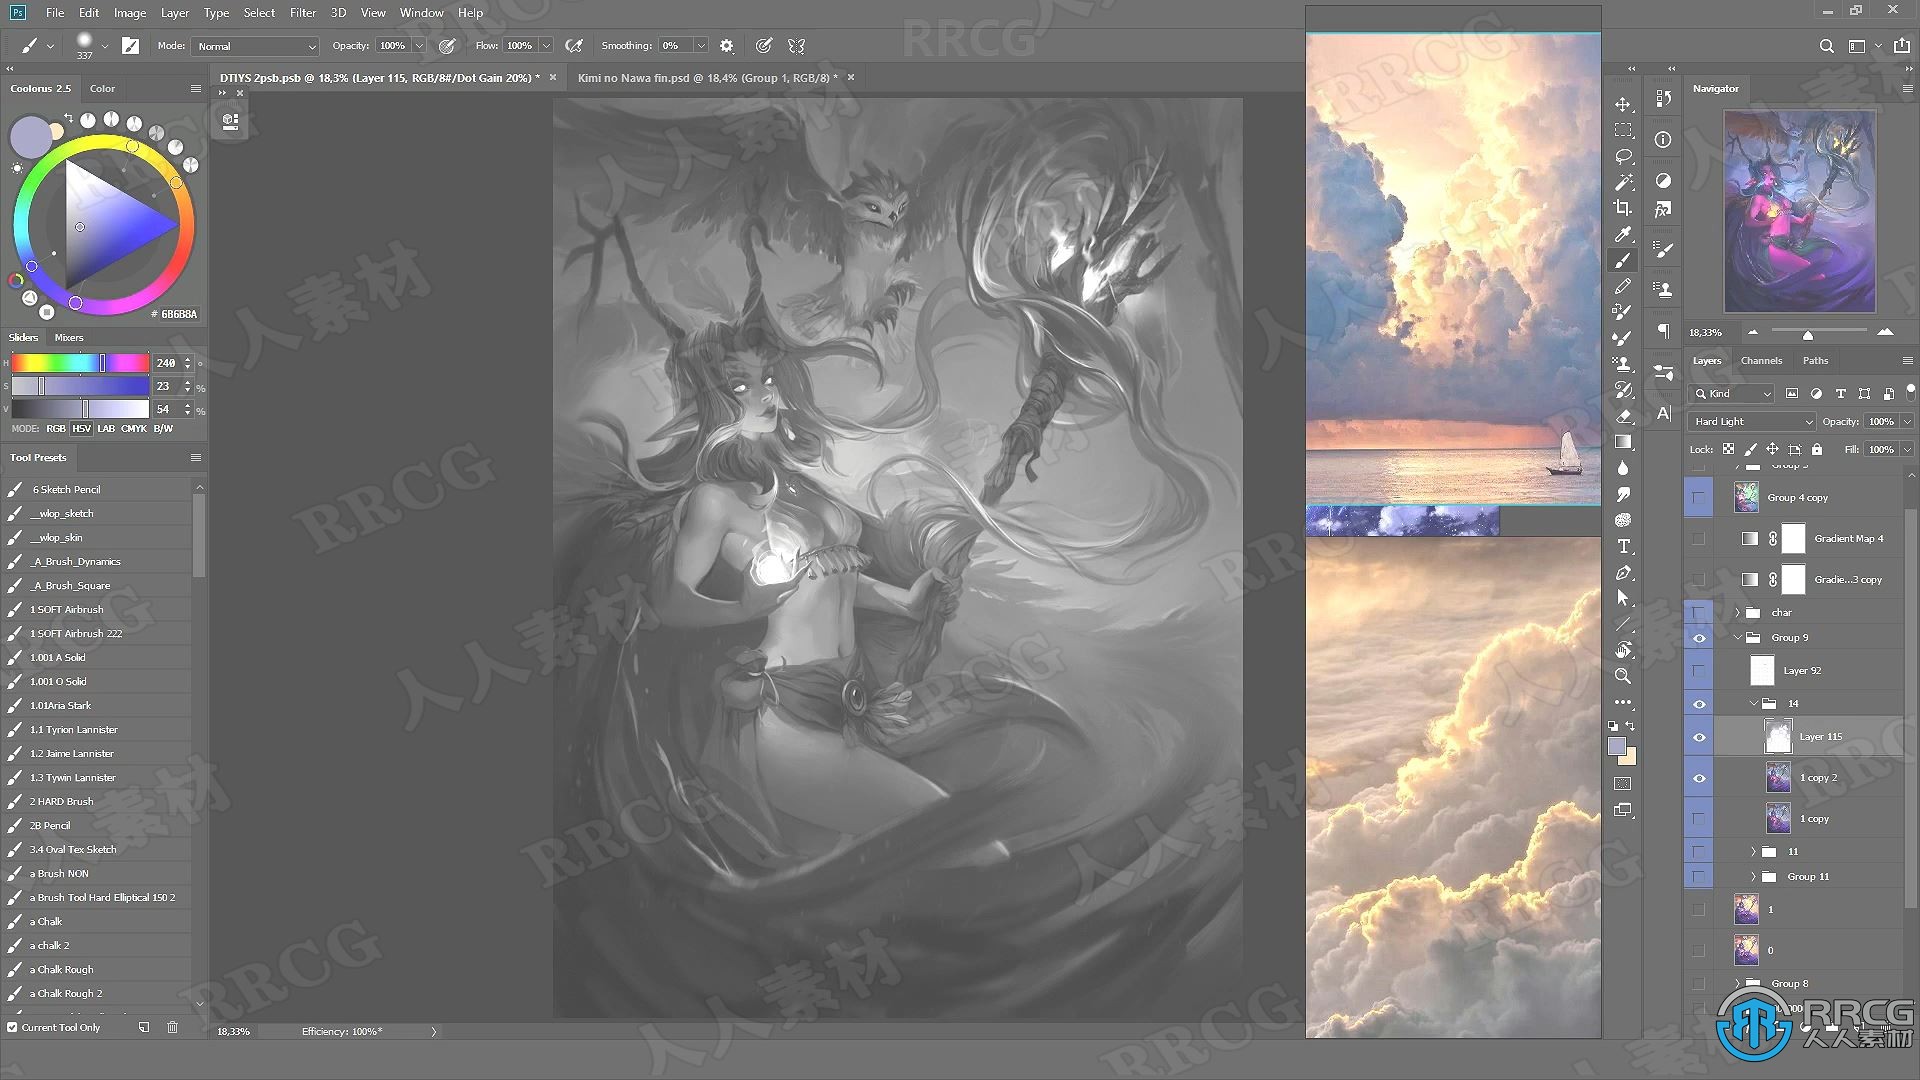 Ps File Edit Image Layer Type Select Filter 3D View Window Help
337 Mode: Normal Opacity: 100% Flow: 100% Smoothing: 0%
DTIYS 2psb.psb @ 18,3% (Layer 115, RGB/8#/Dot Gain 20%) * ×
Kimi no Nawa fin.psd @ 18,4% (Group 1, RGB/8) * ×
Coolorus 2.5 Color
# 6B6B8A
Sliders Mixers
H 240 °
S 23 %
V 54 %
MODE: RGB HSV LAB CMYK B/W
Tool Presets
6 Sketch Pencil
__wlop_sketch
__wlop_skin
_A_Brush_Dynamics
_A_Brush_Square
1 SOFT Airbrush
1 SOFT Airbrush 222
1.001 A Solid
1.001 O Solid
1.01Aria Stark
1.1 Tyrion Lannister
1.2 Jaime Lannister
1.3 Tywin Lannister
2 HARD Brush
2B Pencil
3.4 Oval Tex Sketch
a Brush NON
a Brush Tool Hard Elliptical 150 2
a Chalk
a chalk 2
a Chalk Rough
a Chalk Rough 2
Current Tool Only
18,33% Efficiency: 100%*
Navigator
18,33%
Layers Channels Paths
Kind
Hard Light Opacity: 100%
Lock: Fill: 100%
Group 4 copy
Gradient Map 4
Gradie...3 copy
char
Group 9
Layer 92
14
Layer 115
1 copy 2
1 copy
11
Group 11
1
0
Group 8
RRCG
人人素材